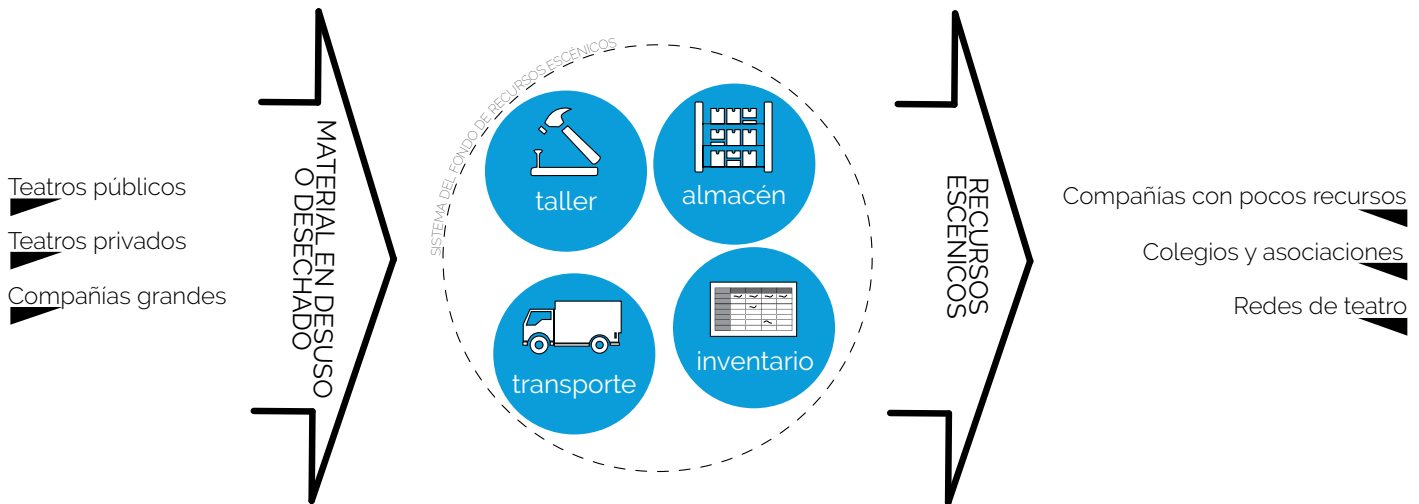 Teatros públicos
Teatros privados
Compañías grandes
MATERIAL EN DESUSO
O DESECHADO
SISTEMA DEL FONDO DE RECURSOS ESCÉNICOS
taller
almacén
transporte
inventario
RECURSOS
ESCÉNICOS
Compañías con pocos recursos
Colegios y asociaciones
Redes de teatro